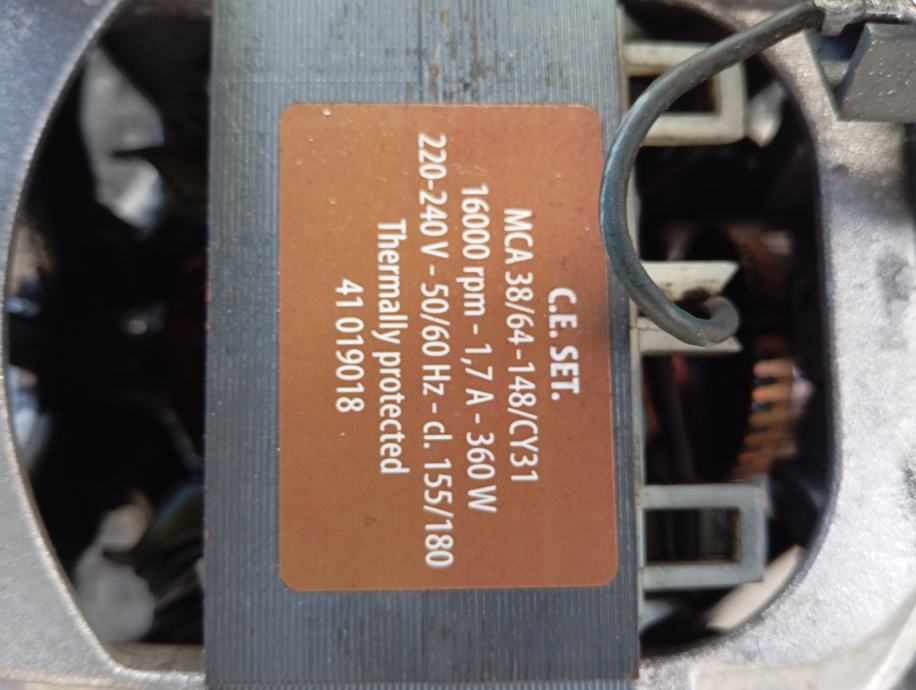 C.E. SET.
MCA 38/64-148/CY31
16000 rpm - 1,7 A - 360 W
220-240 V - 50/60 Hz - cl. 155/180
Thermally protected
41 019018